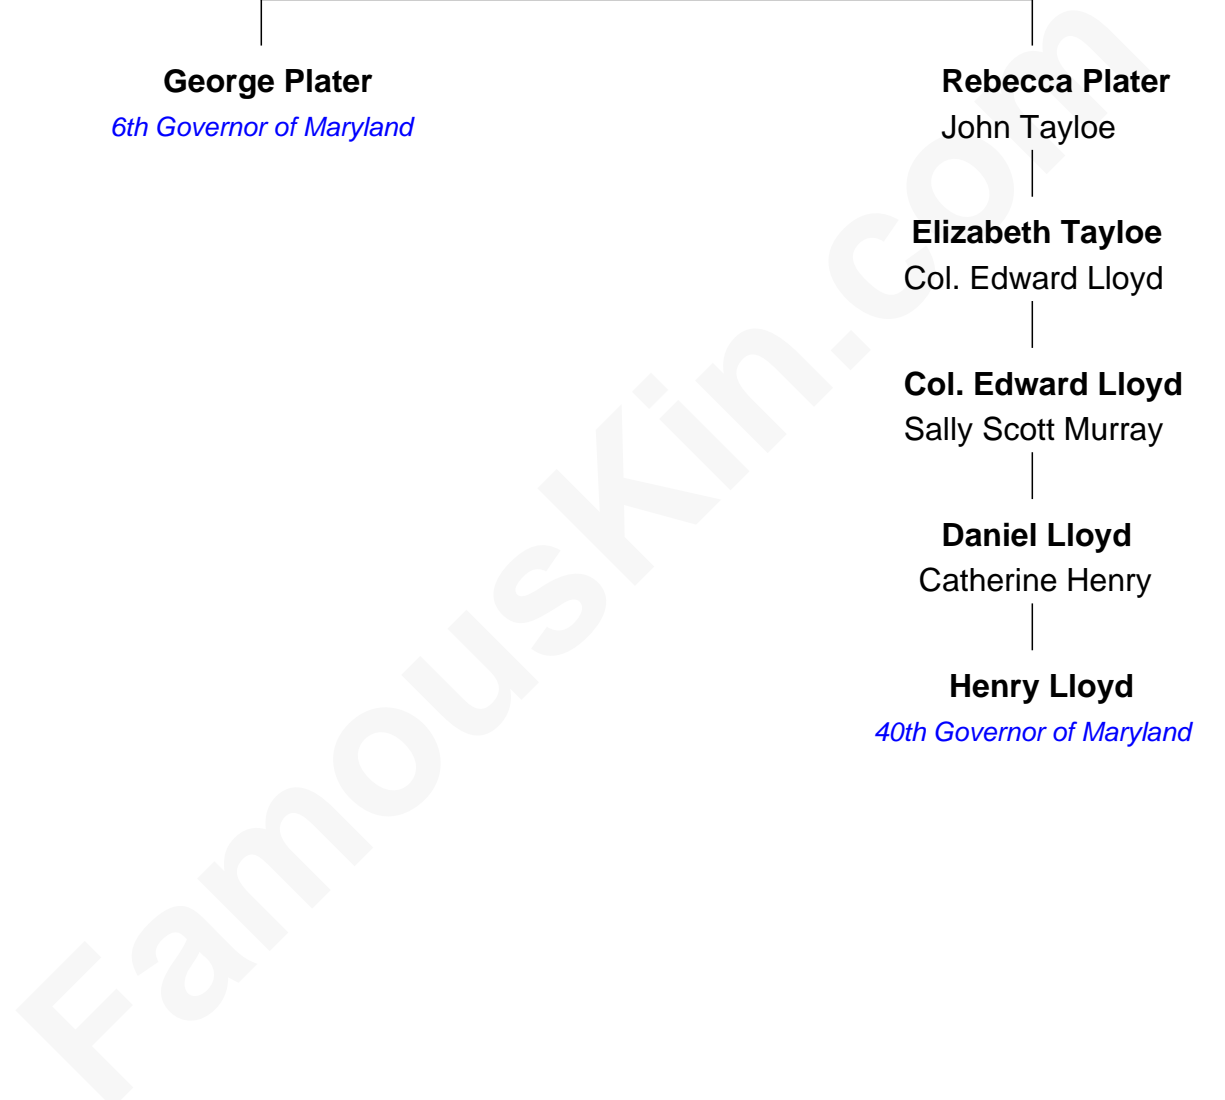 George Plater
6th Governor of Maryland
Rebecca Plater
John Tayloe
Elizabeth Tayloe
Col. Edward Lloyd
Col. Edward Lloyd
Sally Scott Murray
Daniel Lloyd
Catherine Henry
Henry Lloyd
40th Governor of Maryland
FamousKin.com